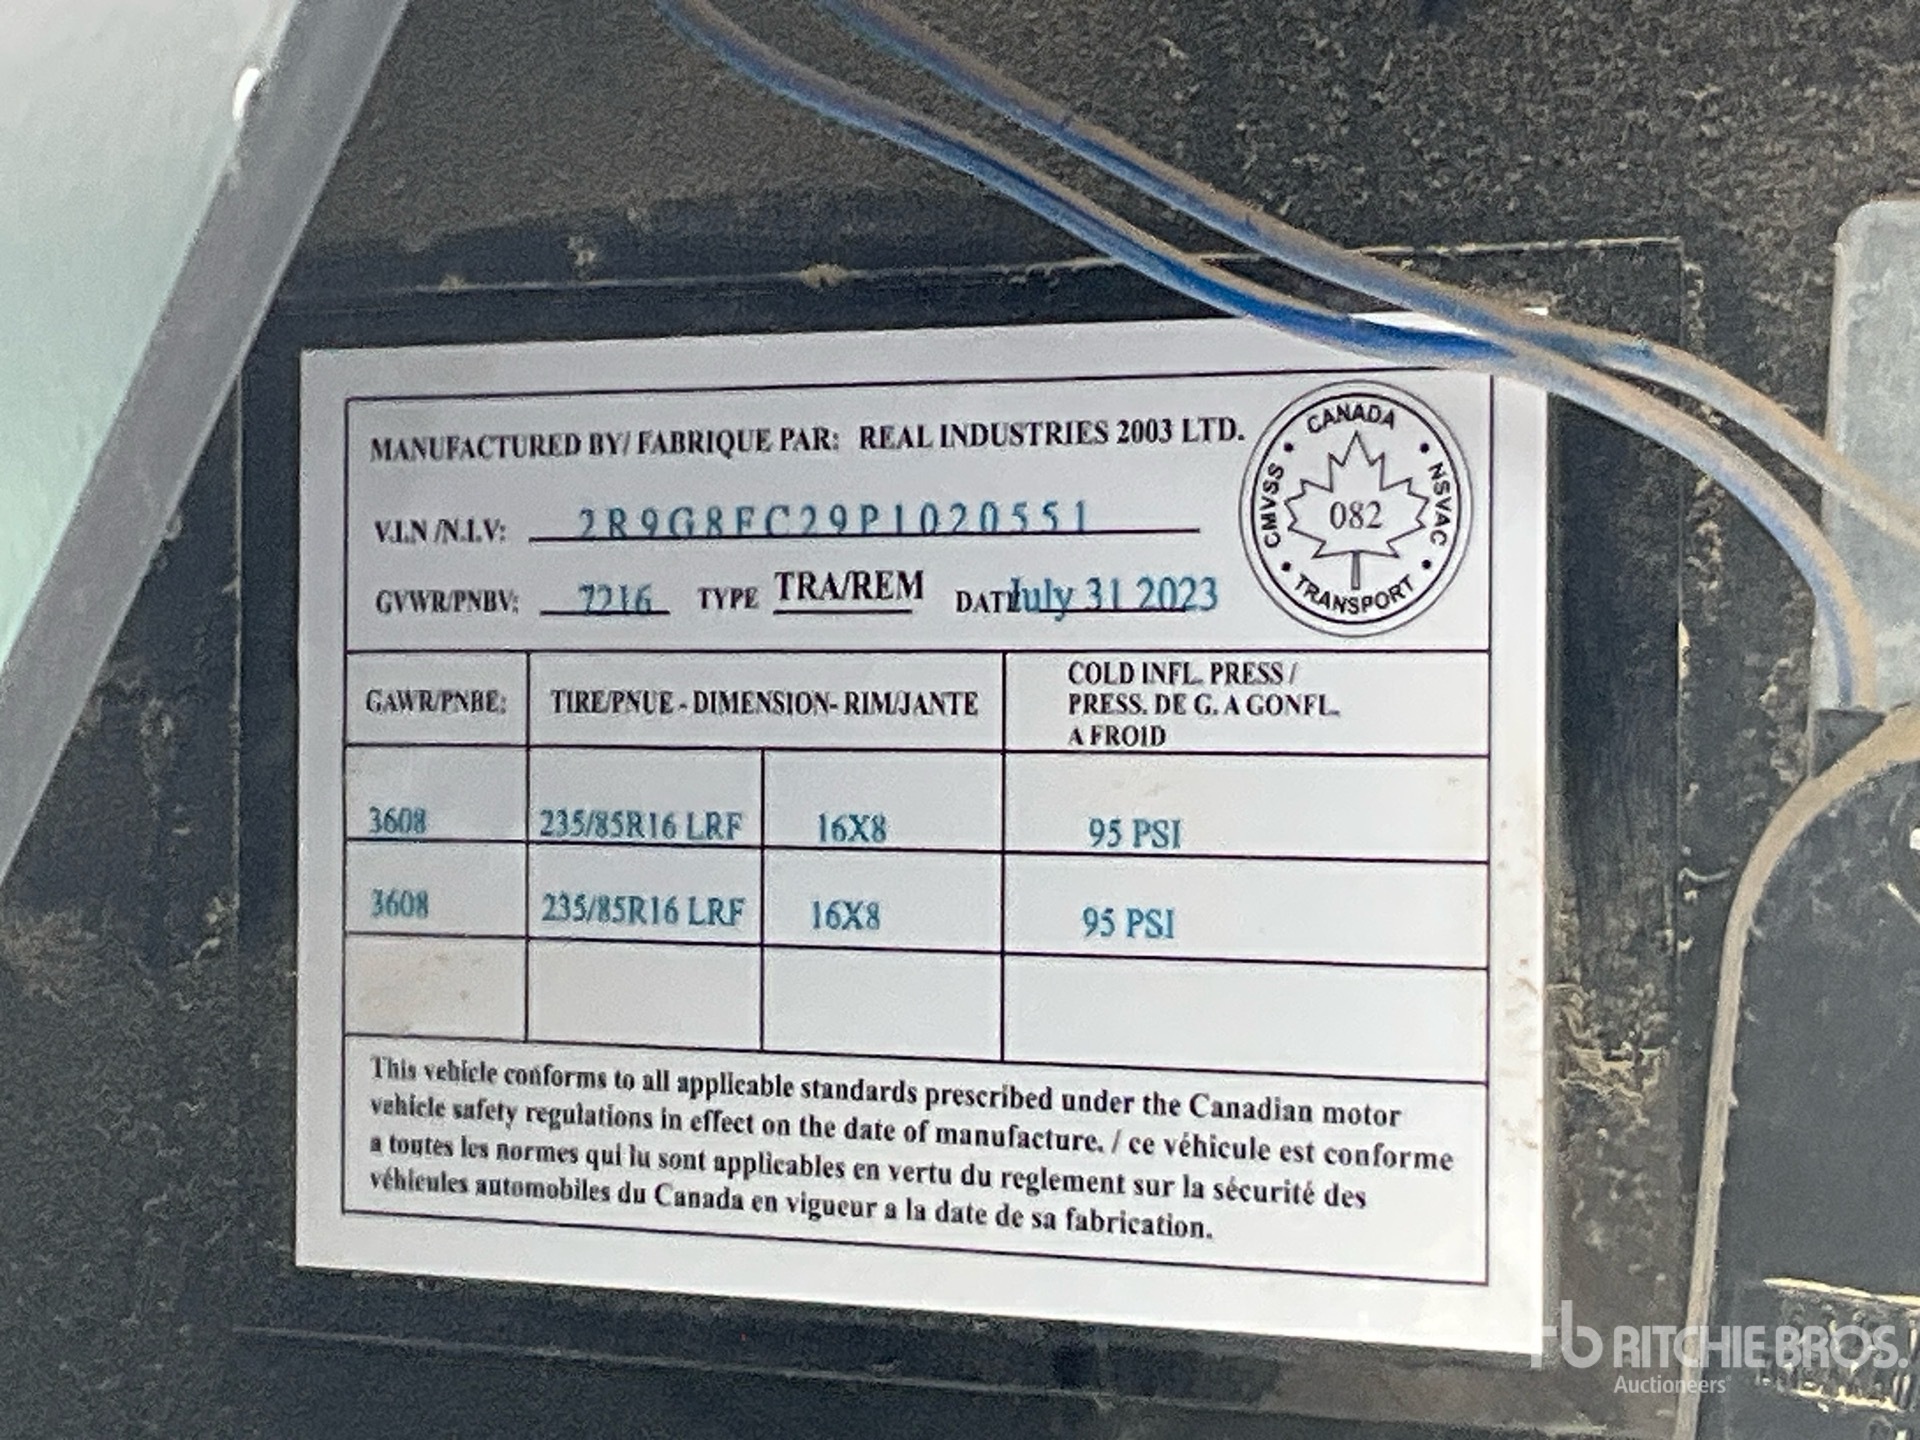 MANUFACTURED BY/ FABRIQUE PAR: REAL INDUSTRIES 2003 LTD.
V.I.N /N.I.V: 2R9G8FC29P1020551
GVWR/PNBV: 7216 TYPE TRA/REM DATE July 31 2023
CANADA
CMVSS
082
NSVAC
TRANSPORT
GAWR/PNBE: TIRE/PNUE - DIMENSION- RIM/JANTE COLD INFL. PRESS /
PRESS. DE G. A GONFL.
A FROID
3608 235/85R16 LRF 16X8 95 PSI
3608 235/85R16 LRF 16X8 95 PSI
This vehicle conforms to all applicable standards prescribed under the Canadian motor
vehicle safety regulations in effect on the date of manufacture. / ce véhicule est conforme
a toutes les normes qui lu sont applicables en vertu du reglement sur la sécurité des
véhicules automobiles du Canada en vigueur a la date de sa fabrication.
rb RITCHIE BROS.
Auctioneers